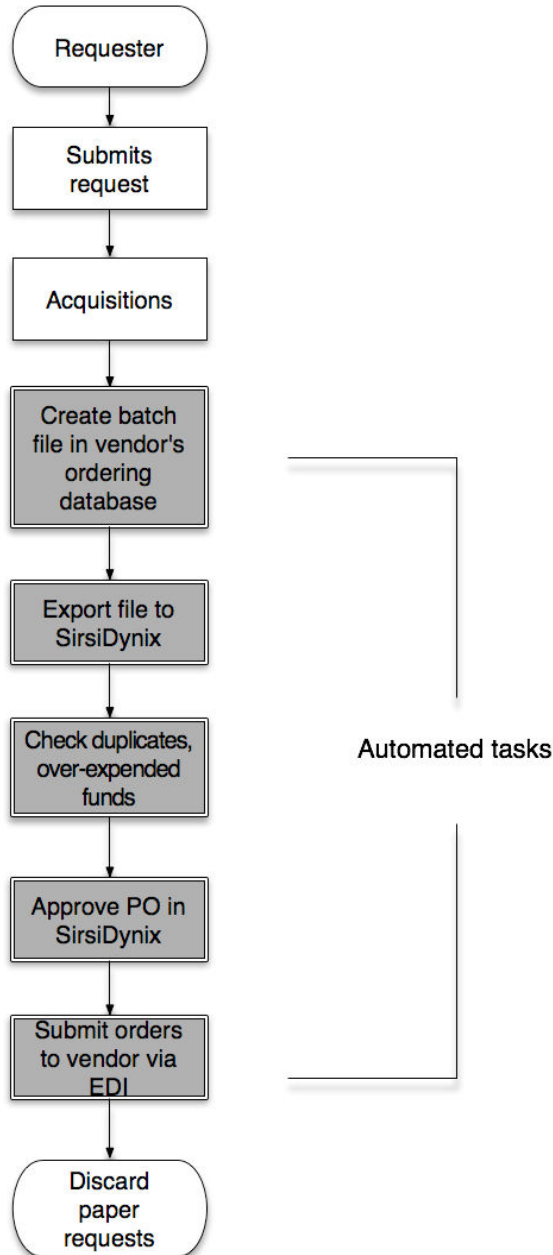 Requester
Submits
request
Acquisitions
Create batch
file in vendor's
ordering
database
Export file to
SirsiDynix
Check duplicates,
over-expended
funds
Automated tasks
Approve PO in
SirsiDynix
Submit orders
to vendor via
EDI
Discard
paper
requests